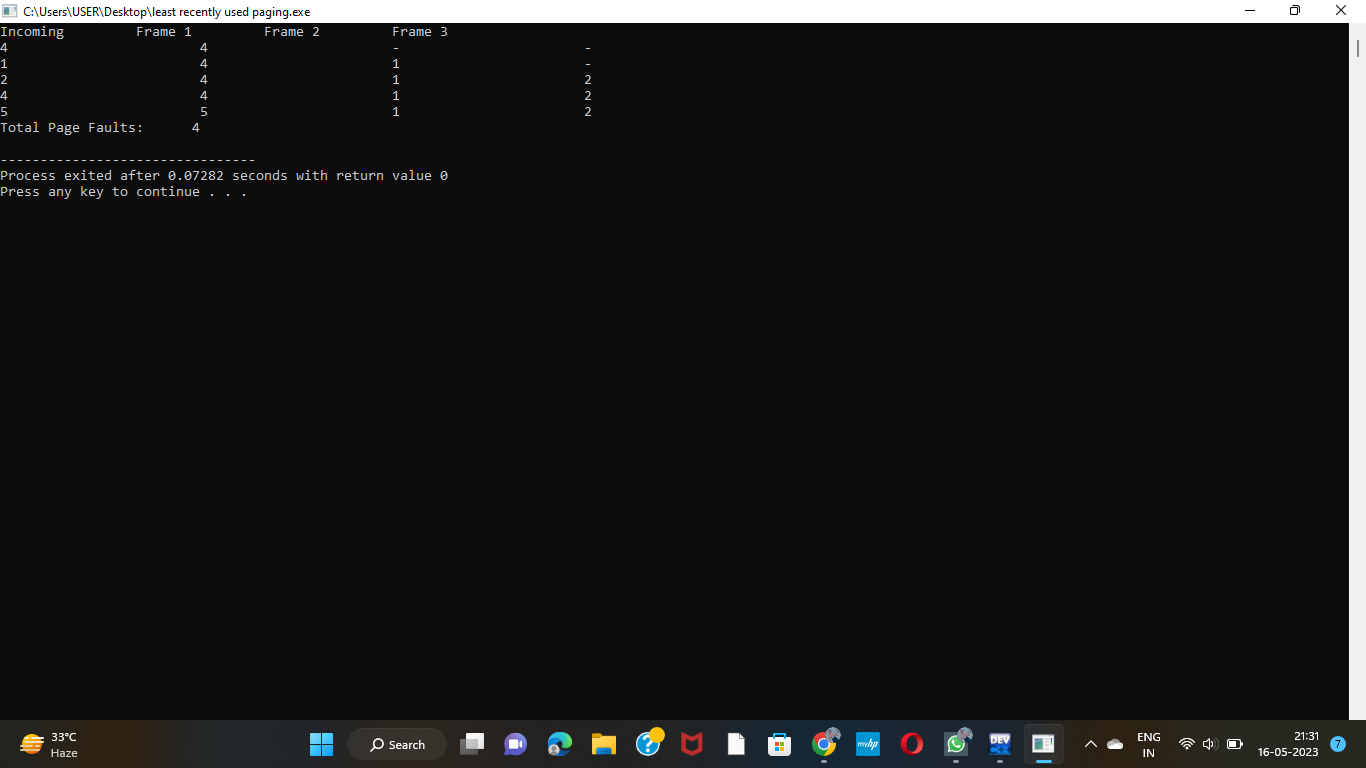 C:\Users\USER\Desktop\least recently used paging.exe
Incoming Frame 1 Frame 2 Frame 3
4 4 - -
1 4 1 -
2 4 1 2
4 4 1 2
5 5 1 2
Total Page Faults: 4
--------------------------------
Process exited after 0.07282 seconds with return value 0
Press any key to continue . . .
33°C
Haze
Search
myhp
DEV
ENG
IN
21:31
16-05-2023
7